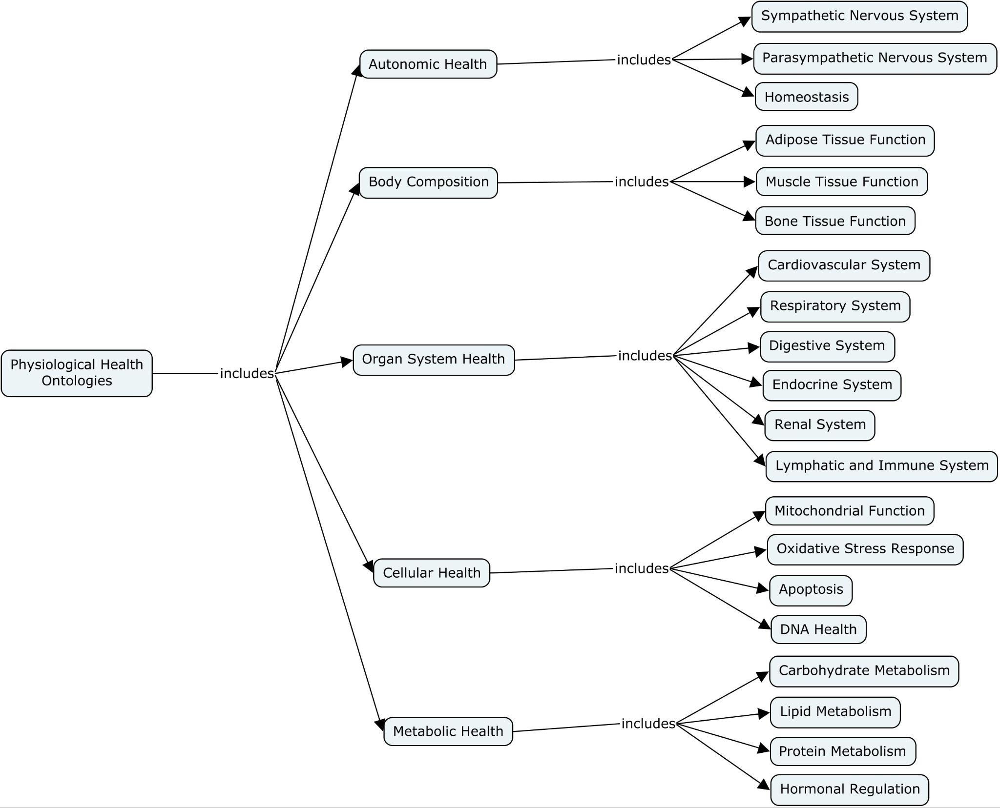 Physiological Health
Ontologies
includes
Autonomic Health
includes
Sympathetic Nervous System
Parasympathetic Nervous System
Homeostasis
Body Composition
includes
Adipose Tissue Function
Muscle Tissue Function
Bone Tissue Function
Organ System Health
includes
Cardiovascular System
Respiratory System
Digestive System
Endocrine System
Renal System
Lymphatic and Immune System
Cellular Health
includes
Mitochondrial Function
Oxidative Stress Response
Apoptosis
DNA Health
Metabolic Health
includes
Carbohydrate Metabolism
Lipid Metabolism
Protein Metabolism
Hormonal Regulation